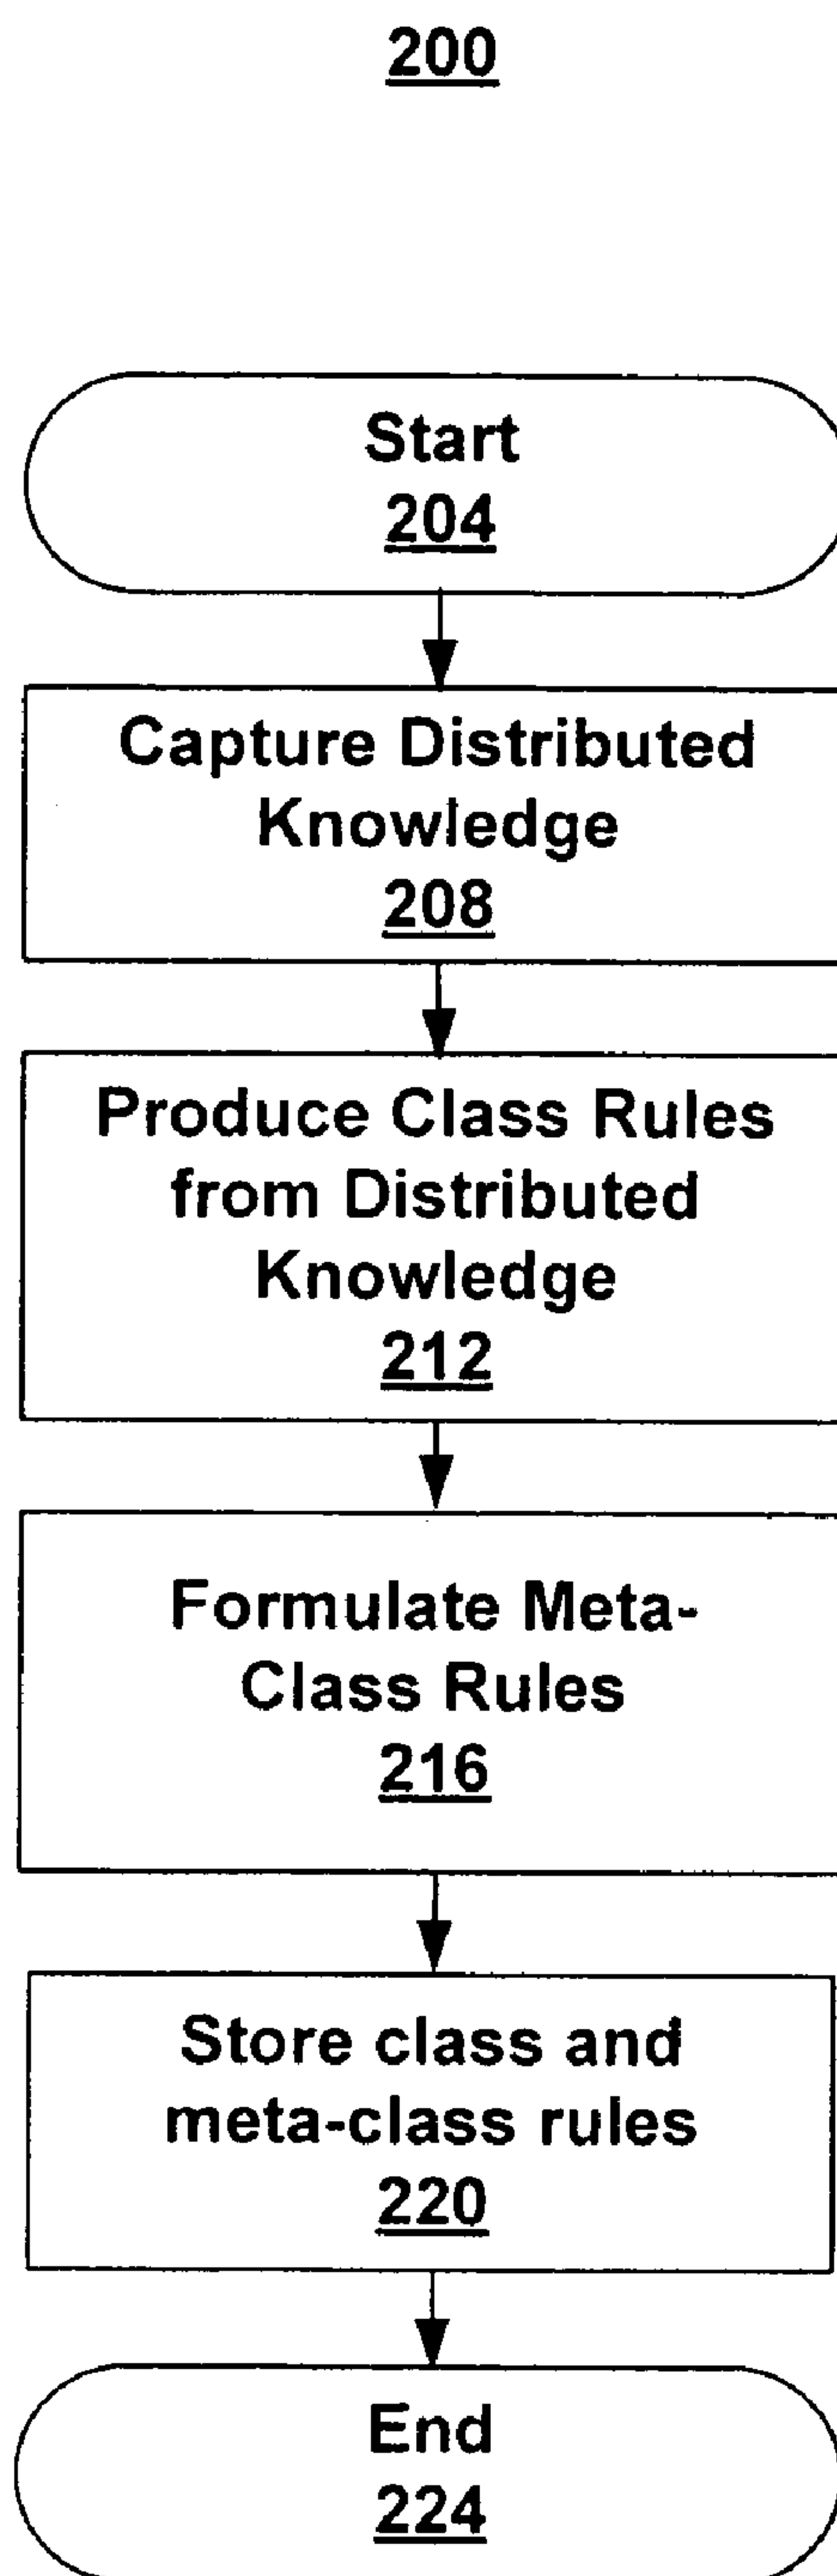 200
Start
204
Capture Distributed
Knowledge
208
Produce Class Rules
from Distributed
Knowledge
212
Formulate Meta-
Class Rules
216
Store class and
meta-class rules
220
End
224